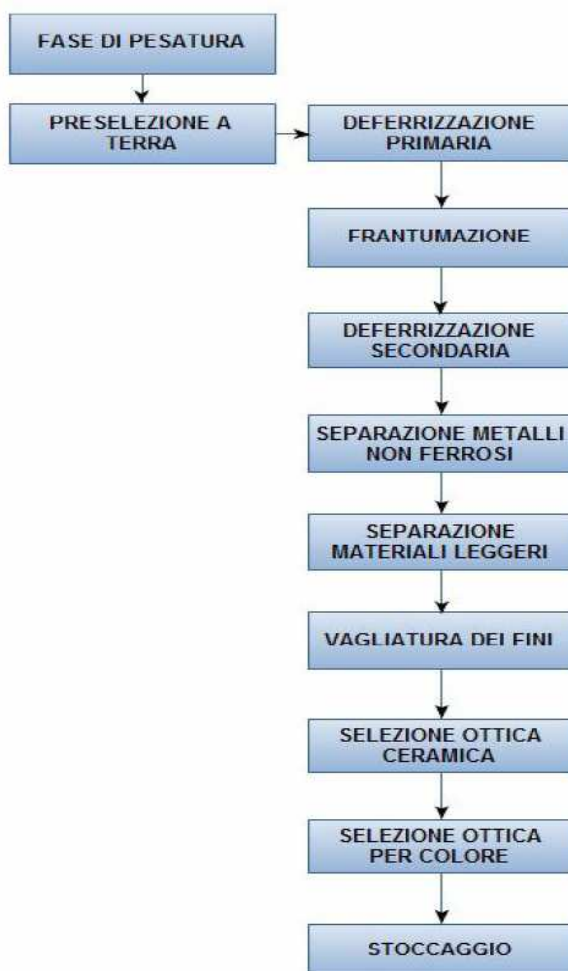 FASE DI PESATURA
PRESELEZIONE A
TERRA
DEFERRIZZAZIONE
PRIMARIA
FRANTUMAZIONE
DEFERRIZZAZIONE
SECONDARIA
SEPARAZIONE METALLI
NON FERROSI
SEPARAZIONE
MATERIALI LEGGERI
VAGLIATURA DEI FINI
SELEZIONE OTTICA
CERAMICA
SELEZIONE OTTICA
PER COLORE
STOCCAGGIO